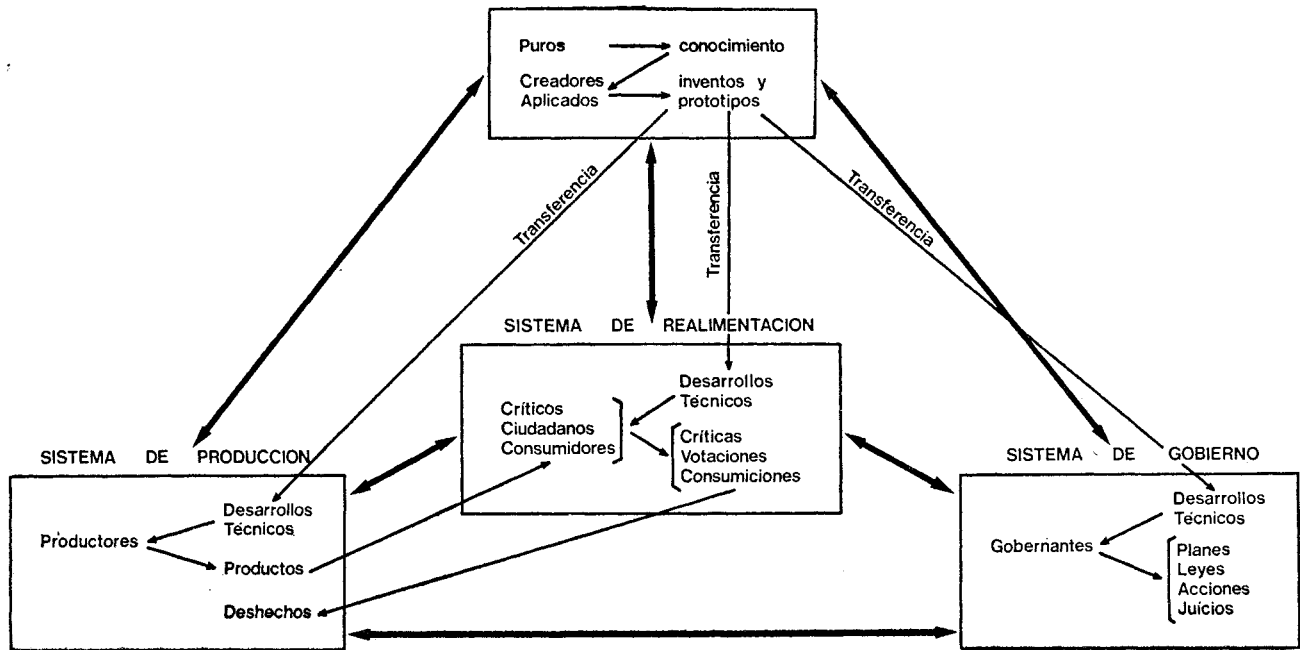 Puros conocimiento
Creadores
Aplicados
inventos y
prototipos
Transferencia
Transferencia
Transferencia
SISTEMA DE REALIMENTACION
Desarrollos
Técnicos
Críticos
Ciudadanos
Consumidores
Críticas
Votaciones
Consumiciones
SISTEMA DE PRODUCCION
Desarrollos
Técnicos
Productores
Productos
Deshechos
SISTEMA DE GOBIERNO
Desarrollos
Técnicos
Gobernantes
Planes
Leyes
Acciones
Juicios